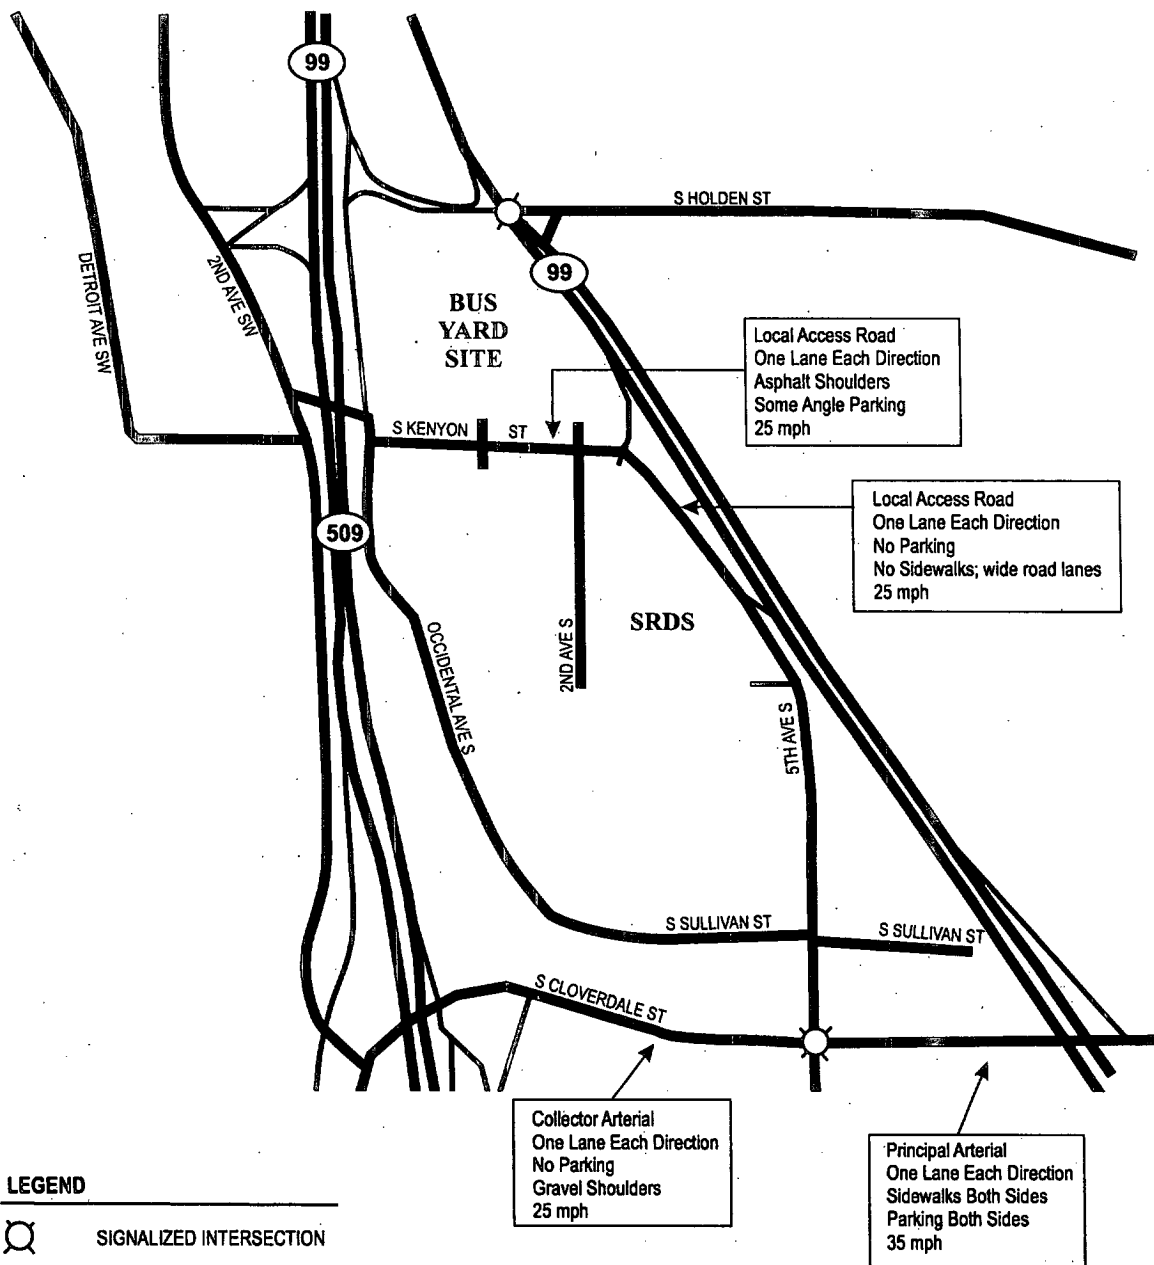 99
S HOLDEN ST
DETROIT AVE SW
2ND AVE SW
99
BUS
YARD
SITE
Local Access Road
One Lane Each Direction
Asphalt Shoulders
Some Angle Parking
25 mph
S KENYON ST
Local Access Road
One Lane Each Direction
No Parking
No Sidewalks; wide road lanes
25 mph
509
OCCIDENTAL AVE S
2ND AVE S
SRDS
5TH AVE S
S SULLIVAN ST
S SULLIVAN ST
S CLOVERDALE ST
Collector Arterial
One Lane Each Direction
No Parking
Gravel Shoulders
25 mph
Principal Arterial
One Lane Each Direction
Sidewalks Both Sides
Parking Both Sides
35 mph
LEGEND
SIGNALIZED INTERSECTION